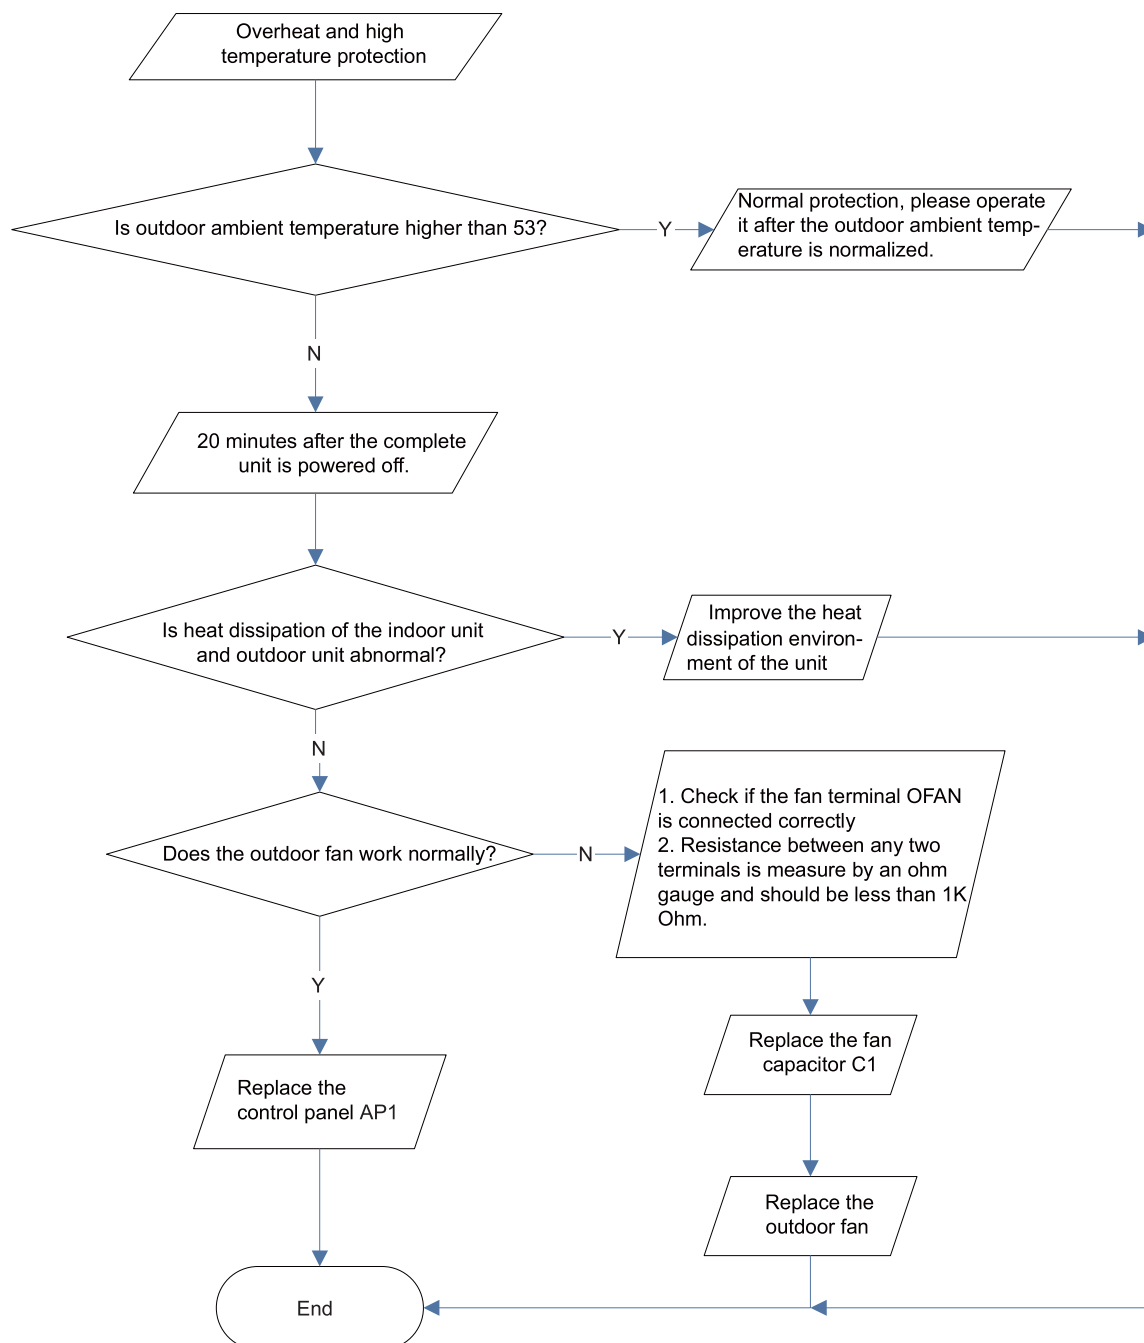 Overheat and high
temperature protection
Is outdoor ambient temperature higher than 53?
Y
Normal protection, please operate
it after the outdoor ambient temp-
erature is normalized.
N
20 minutes after the complete
unit is powered off.
Is heat dissipation of the indoor unit
and outdoor unit abnormal?
Y
Improve the heat
dissipation environ-
ment of the unit
N
Does the outdoor fan work normally?
N
1. Check if the fan terminal OFAN
is connected correctly
2. Resistance between any two
terminals is measure by an ohm
gauge and should be less than 1K
Ohm.
Y
Replace the fan
capacitor C1
Replace the
control panel AP1
Replace the
outdoor fan
End